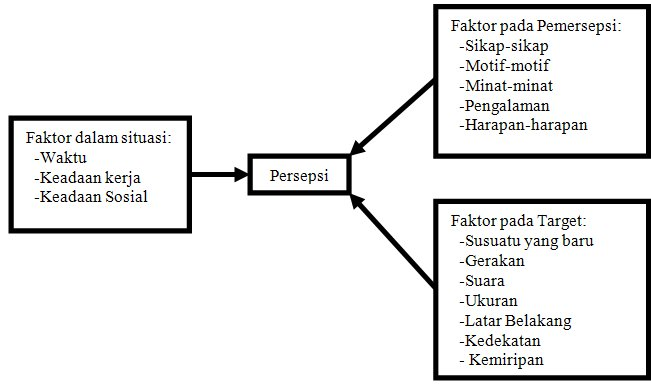 Faktor dalam situasi:
-Waktu
-Keadaan kerja
-Keadaan Sosial
Persepsi
Faktor pada Pemersepsi:
-Sikap-sikap
-Motif-motif
-Minat-minat
-Pengalaman
-Harapan-harapan
Faktor pada Target:
-Susuatu yang baru
-Gerakan
-Suara
-Ukuran
-Latar Belakang
-Kedekatan
- Kemiripan